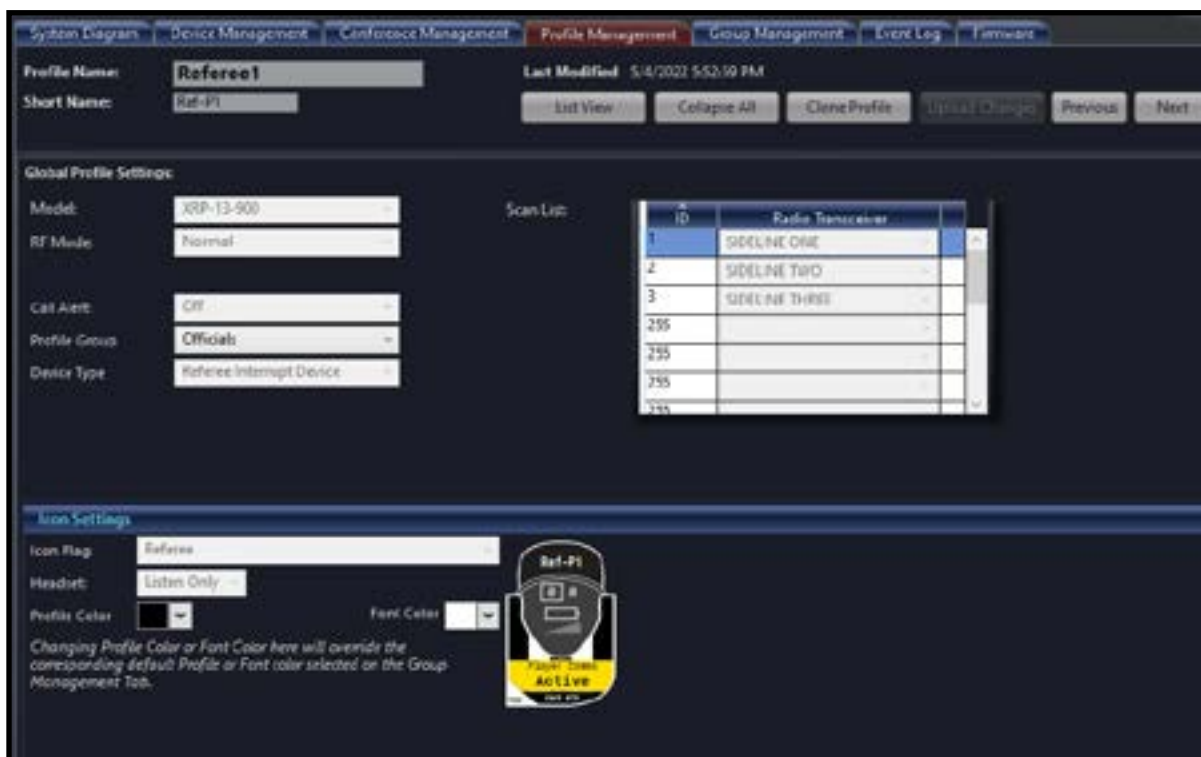 System Diagram Device Management Conference Management Profile Management Group Management Event Log Firmware
Profile Name: Referee1 Last Modified 5/4/2022 5:52:59 PM
Short Name: Ref-P1
List View Collapse All Clone Profile Upload Changes Previous Next
Global Profile Settings:
Model: XRP-13-900 Scan List: ID Radio Transceiver
RF Mode Normal 1 SIDELINE ONE
2 SIDELINE TWO
3 SIDELINE THREE
Call Alert: Off 255
Profile Group Officials 255
Device Type Referee Interrupt Device 255
255
Icon Settings
Icon Flag: Referee
Headset: Listen Only
Profile Color Font Color
Ref-P1
Player Comms
Active
Changing Profile Color or Font Color here will override the
corresponding default Profile or Font color selected on the Group
Management Tab.